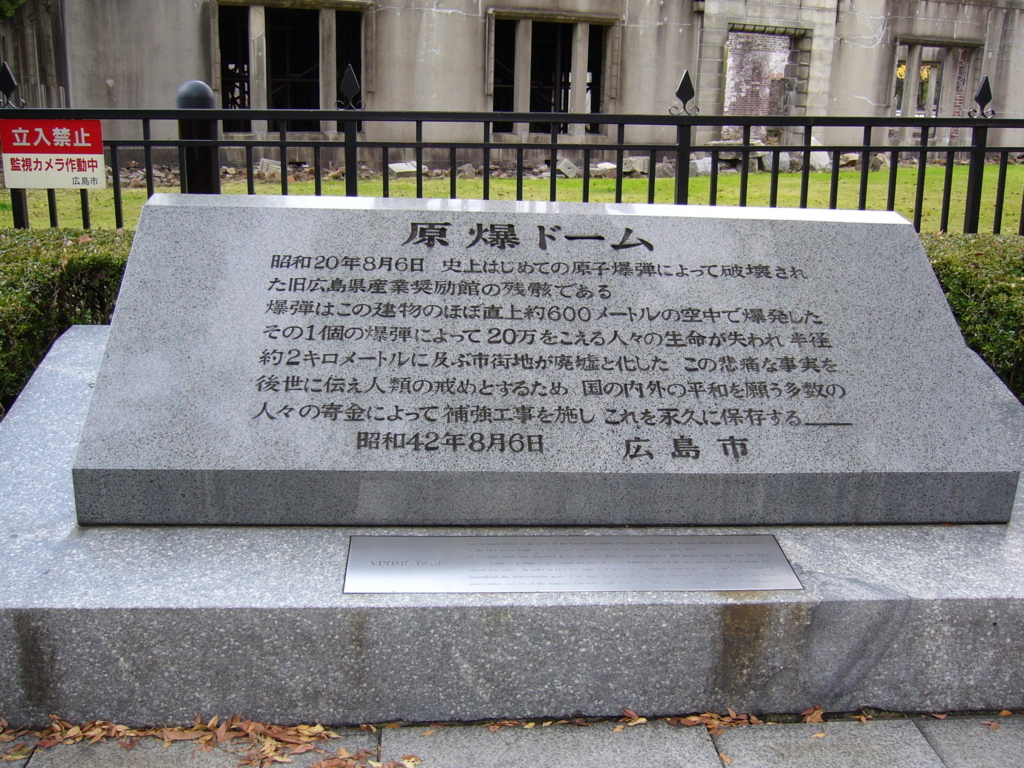 立入禁止
監視カメラ作動中
広島市
原爆ドーム
昭和20年8月6日 史上はじめての原子爆弾によって破壊され
た旧広島県産業奨励館の残骸である
爆弾はこの建物のほぼ直上約600メートルの空中で爆発した
その1個の爆弾によって20万をこえる人々の生命が失われ 半径
約2キロメートルに及ぶ市街地が廃墟と化した この悲痛な事実を
後世に伝え人類の戒めとするため 国の内外の平和を願う多数の
人々の寄金によって補強工事を施し これを永久に保存する
昭和42年8月6日 広島市